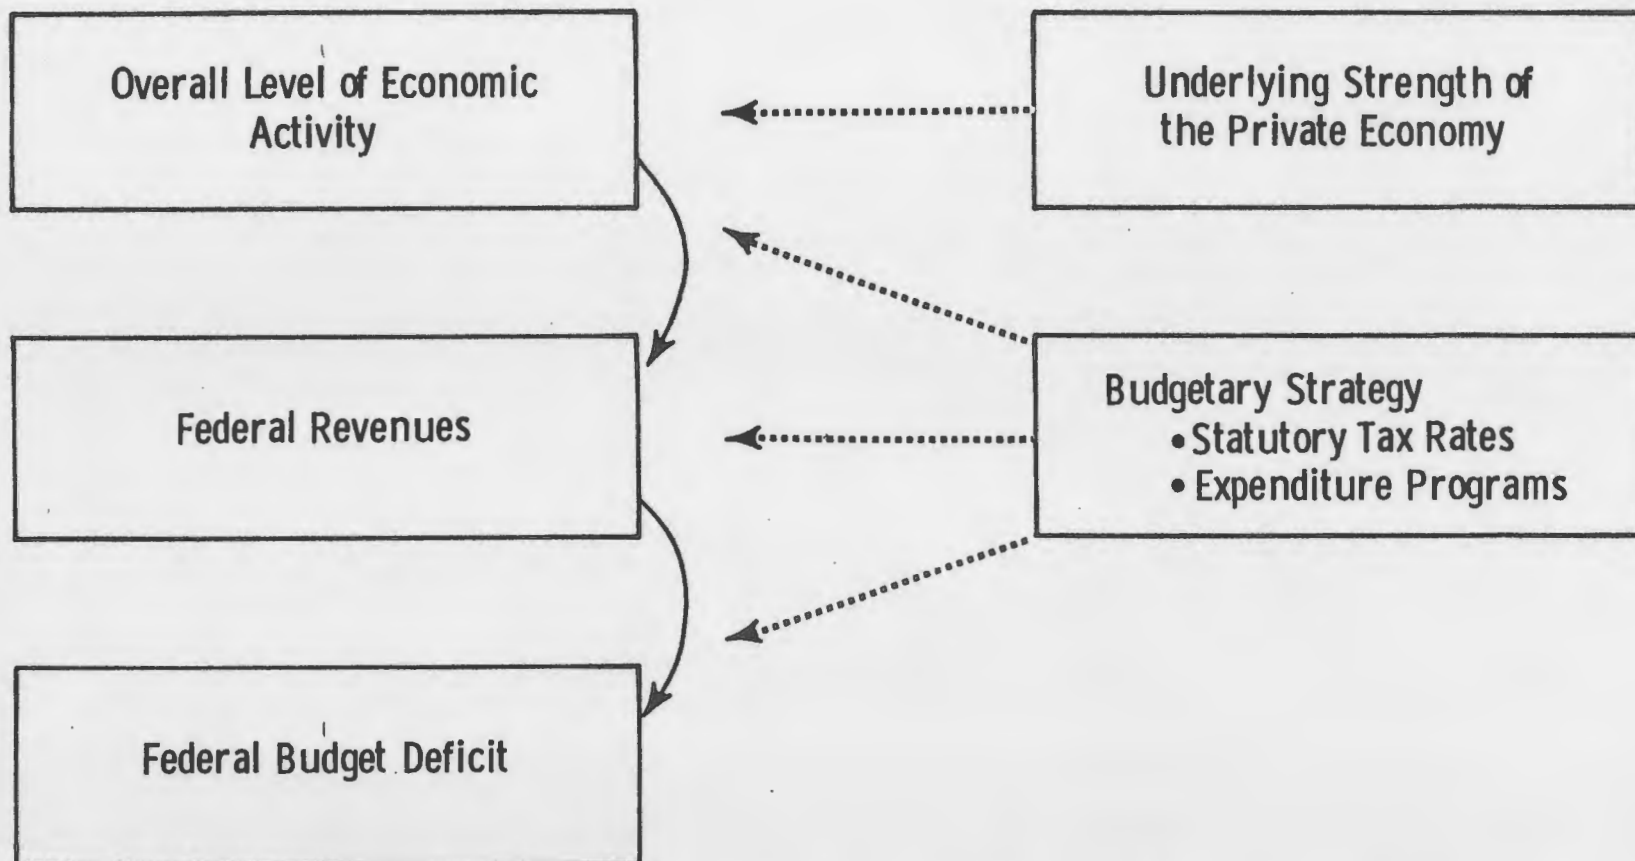 Overall Level of Economic
Activity
Underlying Strength of
the Private Economy
Federal Revenues
Budgetary Strategy
• Statutory Tax Rates
• Expenditure Programs
Federal Budget Deficit